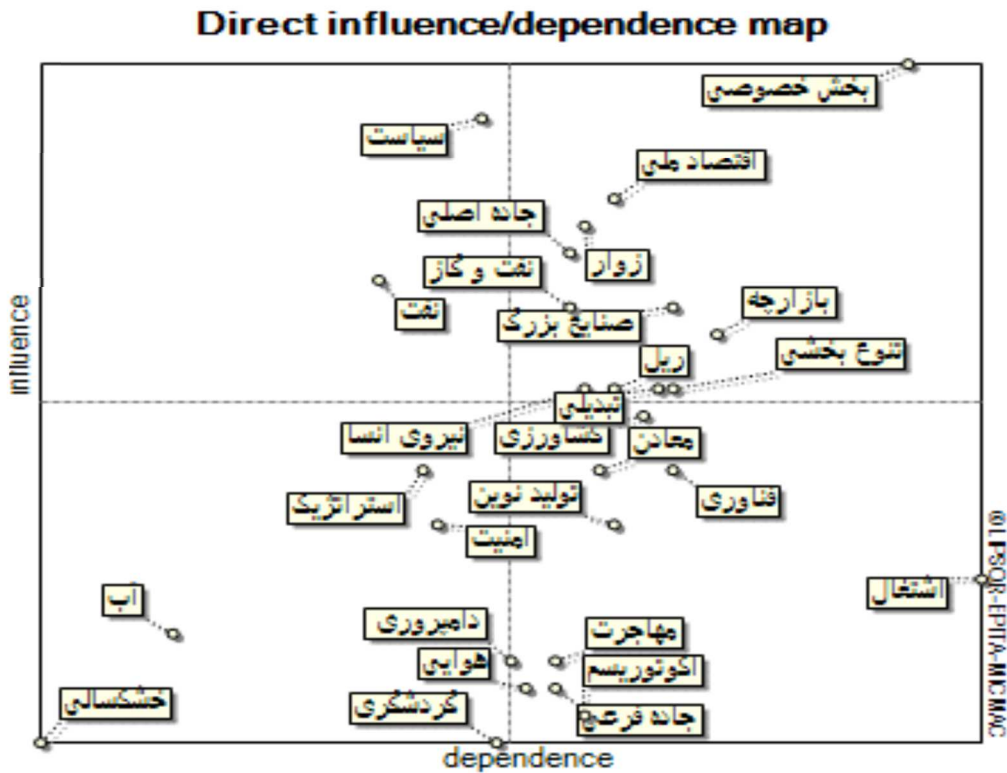 Direct influence/dependence map
بخش خصوصی
سیاست
اقتصاد ملی
جاده اصلی
زوار
نفت و گاز
نفت
بازارچه
صنایع بزرگ
تنوع بخشی
ریل
تبدیلی
نیروی انسا
کشاورزی
معادن
استراتژیک
تولید نوین
فناوری
امنیت
اشتغال
آب
دامپروری
مهاجرت
هوایی
اکوتوریسم
خشکسالی
گردشگری
جاده فرعی
influence
dependence
© LIPSOR-EPITA-MICMAC